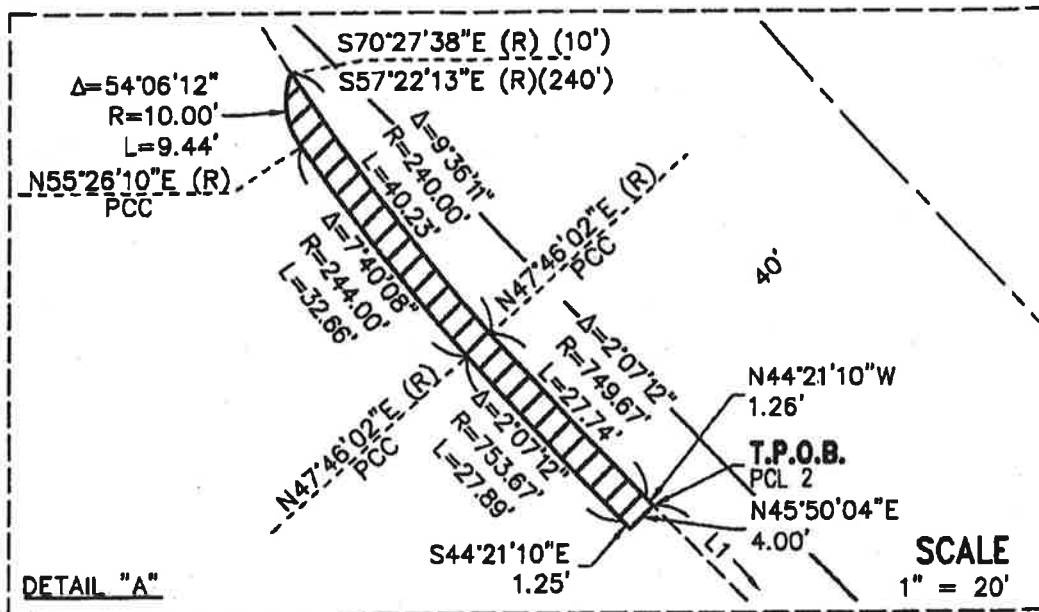 S70°27'38"E (R) (10')
S57°22'13"E (R)(240')
Δ=54°06'12"
R=10.00'
L=9.44'
N55°26'10"E (R)
PCC
Δ=9°36'11"
R=240.00'
L=40.23'
Δ=7°40'08"
R=244.00'
L=32.66'
N47°46'02"E (R)
PCC
40'
Δ=2°07'12"
R=749.67'
L=27.74'
N47°46'02"E (R)
PCC
Δ=2°07'12"
R=753.67'
L=27.89'
N44°21'10"W
1.26'
T.P.O.B.
PCL 2
N45°50'04"E
4.00'
S44°21'10"E
1.25'
L1
SCALE
1" = 20'
DETAIL "A"